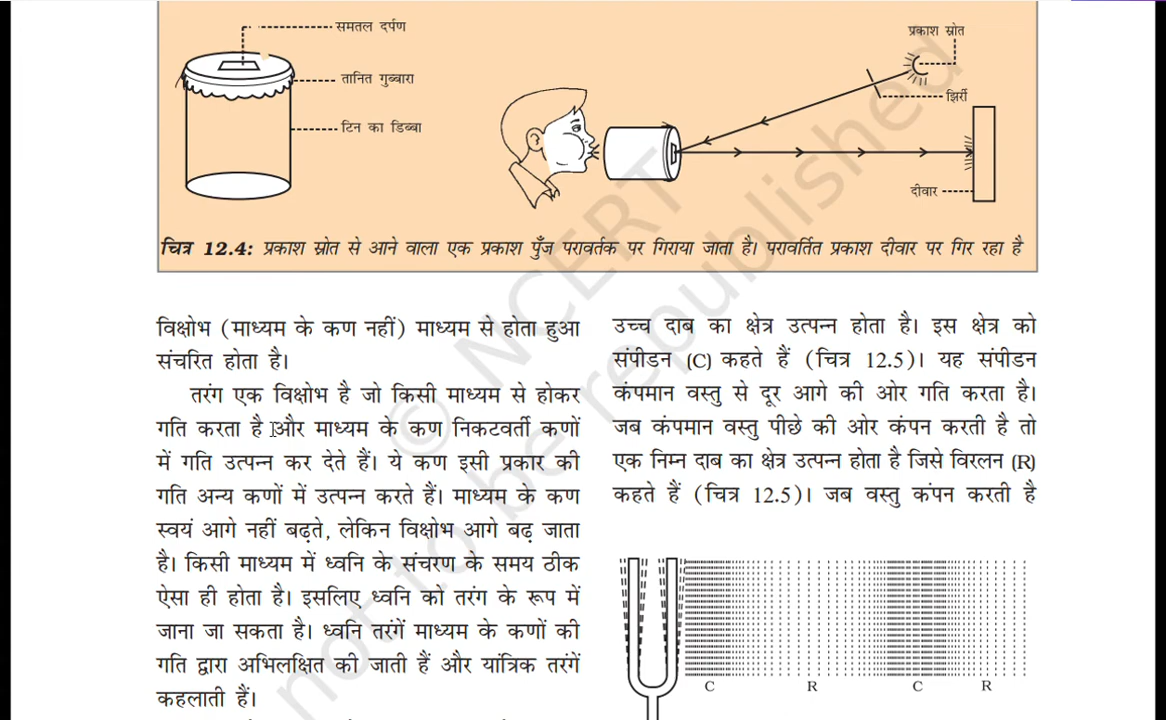 समतल दर्पण
तानित गुब्बारा
टिन का डिब्बा
प्रकाश स्रोत
झिर्री
दीवार
चित्र 12.4: प्रकाश स्रोत से आने वाला एक प्रकाश पुँज परावर्तक पर गिराया जाता है। परावर्तित प्रकाश दीवार पर गिर रहा है
विक्षोभ (माध्यम के कण नहीं) माध्यम से होता हुआ
संचरित होता है।
तरंग एक विक्षोभ है जो किसी माध्यम से होकर
गति करता है और माध्यम के कण निकटवर्ती कणों
में गति उत्पन्न कर देते हैं। ये कण इसी प्रकार की
गति अन्य कणों में उत्पन्न करते हैं। माध्यम के कण
स्वयं आगे नहीं बढ़ते, लेकिन विक्षोभ आगे बढ़ जाता
है। किसी माध्यम में ध्वनि के संचरण के समय ठीक
ऐसा ही होता है। इसलिए ध्वनि को तरंग के रूप में
जाना जा सकता है। ध्वनि तरंगें माध्यम के कणों की
गति द्वारा अभिलक्षित की जाती हैं और यांत्रिक तरंगें
कहलाती हैं।
उच्च दाब का क्षेत्र उत्पन्न होता है। इस क्षेत्र को
संपीडन (C) कहते हैं (चित्र 12.5)। यह संपीडन
कंपमान वस्तु से दूर आगे की ओर गति करता है।
जब कंपमान वस्तु पीछे की ओर कंपन करती है तो
एक निम्न दाब का क्षेत्र उत्पन्न होता है जिसे विरलन (R)
कहते हैं (चित्र 12.5)। जब वस्तु कंपन करती है
C R C R
© NCERT
not to be republished